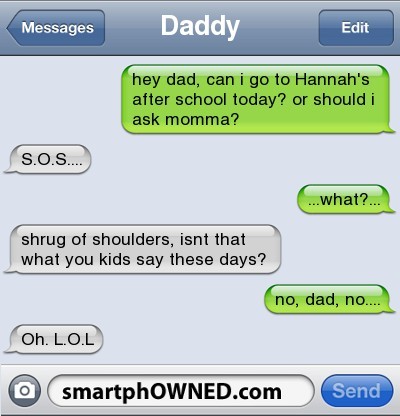 Messages
Daddy
Edit
hey dad, can i go to Hannah's
after school today? or should i
ask momma?
S.O.S....
...what?...
shrug of shoulders, isnt that
what you kids say these days?
no, dad, no....
Oh. L.O.L
smartphOWNED.com
Send